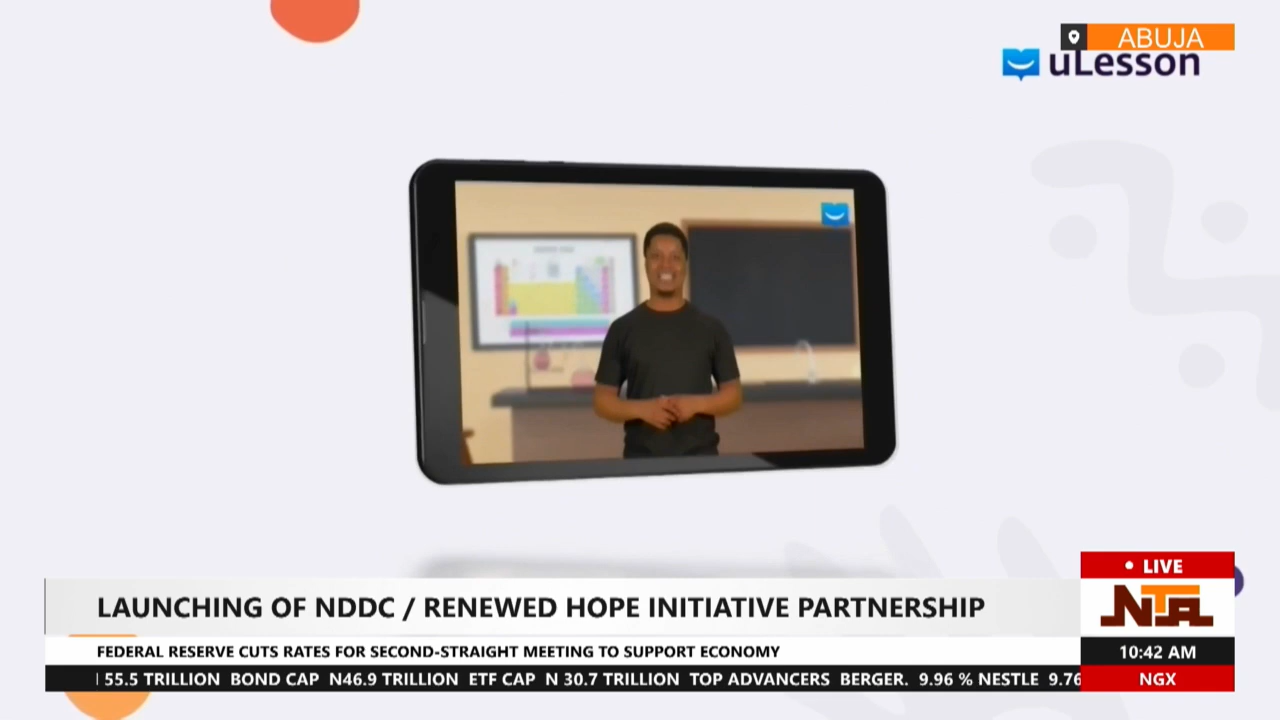 ABUJA
uLesson
LIVE
LAUNCHING OF NDDC / RENEWED HOPE INITIATIVE PARTNERSHIP
NTA
FEDERAL RESERVE CUTS RATES FOR SECOND-STRAIGHT MEETING TO SUPPORT ECONOMY
10:42 AM
55.5 TRILLION BOND CAP N46.9 TRILLION ETF CAP N 30.7 TRILLION TOP ADVANCERS BERGER. 9.96 % NESTLE 9.76
NGX